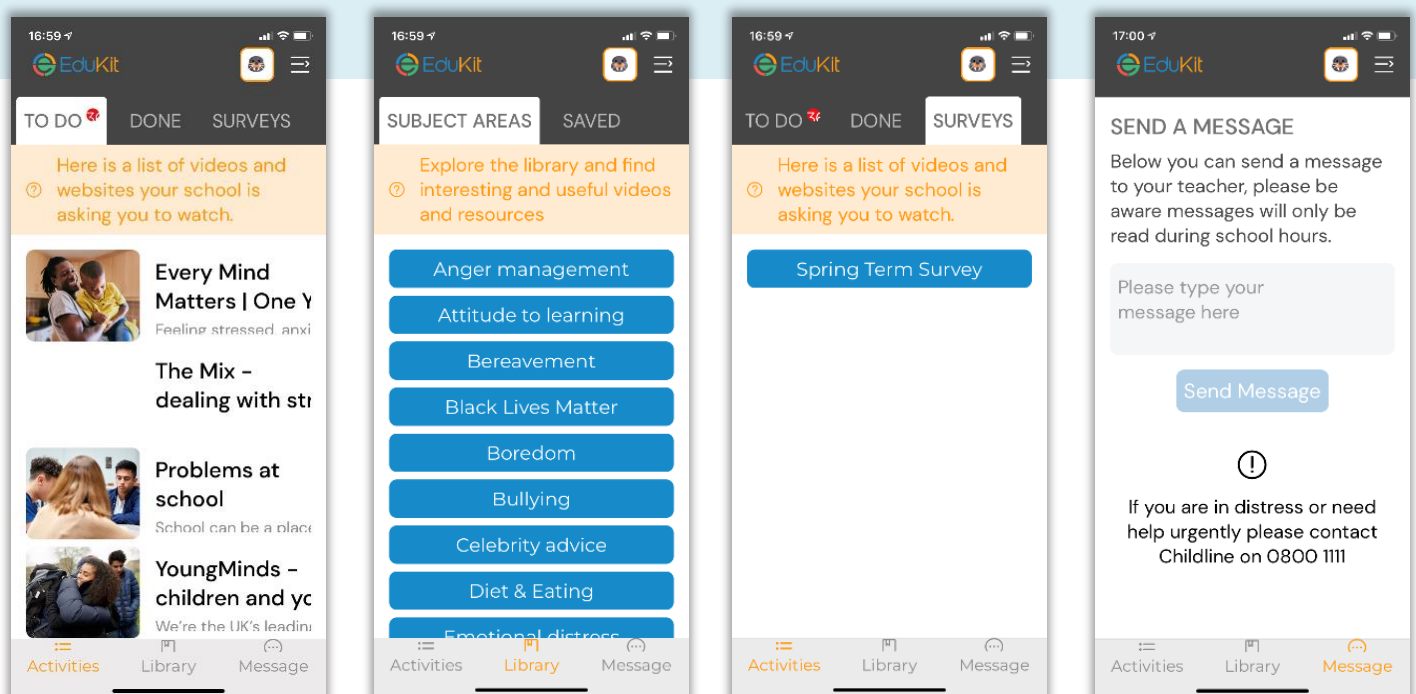 16:59
EduKit
TO DO
DONE
SURVEYS
Here is a list of videos and
websites your school is
asking you to watch.
Every Mind
Matters | One Y
Feeling stressed, anxi
The Mix -
dealing with str
Problems at
school
School can be a place
YoungMinds -
children and yo
We're the UK's leading
Activities
Library
Message
16:59
EduKit
SUBJECT AREAS
SAVED
Explore the library and find
interesting and useful videos
and resources
Anger management
Attitude to learning
Bereavement
Black Lives Matter
Boredom
Bullying
Celebrity advice
Diet & Eating
Emotional distress
Activities
Library
Message
16:59
EduKit
TO DO
DONE
SURVEYS
Here is a list of videos and
websites your school is
asking you to watch.
Spring Term Survey
Activities
Library
Message
17:00
EduKit
SEND A MESSAGE
Below you can send a message
to your teacher, please be
aware messages will only be
read during school hours.
Please type your
message here
Send Message
If you are in distress or need
help urgently please contact
Childline on 0800 1111
Activities
Library
Message